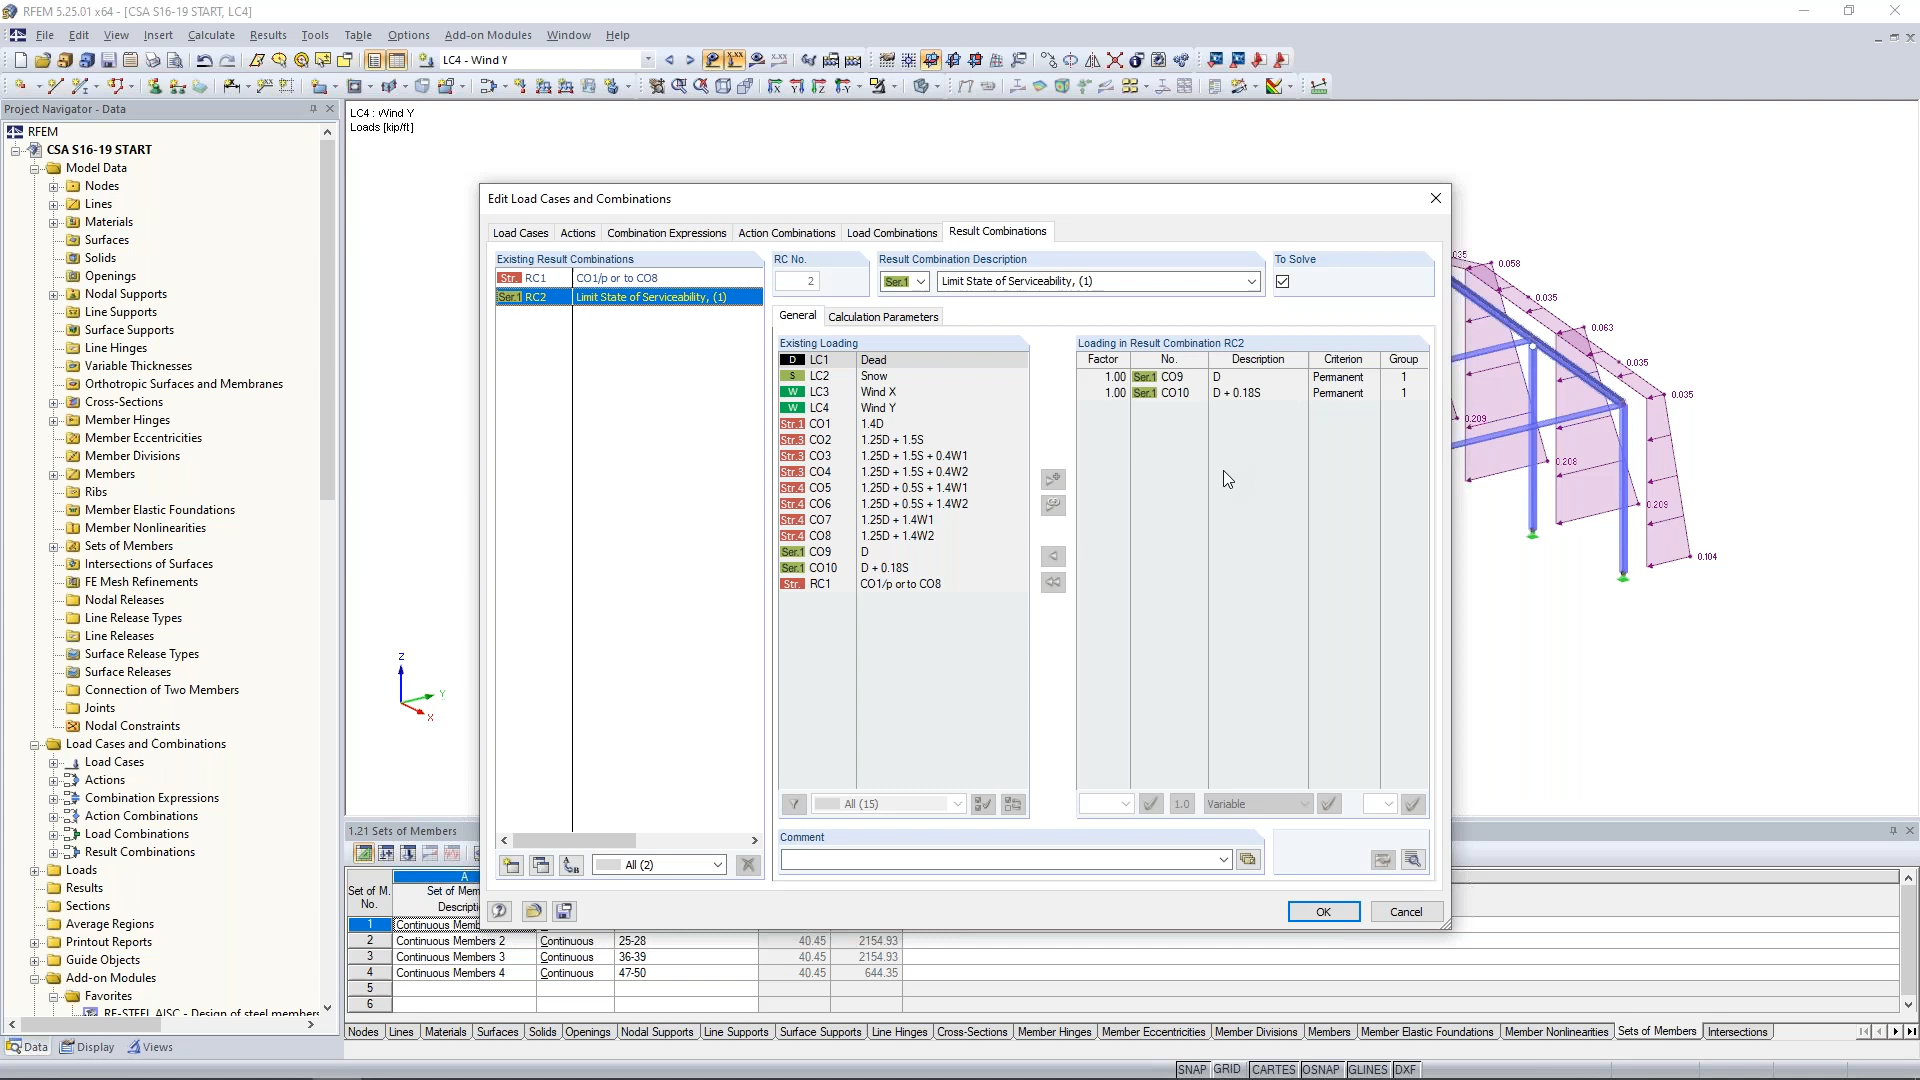 RFEM 5.25.01 x64 - [CSA S16-19 START, LC4]
File Edit View Insert Calculate Results Tools Table Options Add-on Modules Window Help
LC4 - Wind Y
Project Navigator - Data
RFEM
CSA S16-19 START
Model Data
Nodes
Lines
Materials
Surfaces
Solids
Openings
Nodal Supports
Line Supports
Surface Supports
Line Hinges
Variable Thicknesses
Orthotropic Surfaces and Membranes
Cross-Sections
Member Hinges
Member Eccentricities
Member Divisions
Members
Ribs
Member Elastic Foundations
Member Nonlinearities
Sets of Members
Intersections of Surfaces
FE Mesh Refinements
Nodal Releases
Line Release Types
Line Releases
Surface Release Types
Surface Releases
Connection of Two Members
Joints
Nodal Constraints
Load Cases and Combinations
Load Cases
Actions
Combination Expressions
Action Combinations
Load Combinations
Result Combinations
Loads
Results
Sections
Average Regions
Printout Reports
Guide Objects
Add-on Modules
Favorites
RF-STEEL AISC - Design of steel members
Data Display Views
LC4 : Wind Y
Loads [kip/ft]
Z
Y
X
0.058
0.035
0.063
0.035
0.035
0.209
0.208
0.209
0.104
Edit Load Cases and Combinations
Load Cases Actions Combination Expressions Action Combinations Load Combinations Result Combinations
Existing Result Combinations
Str. RC1 CO1/p or to CO8
Ser.1 RC2 Limit State of Serviceability, (1)
All (2)
RC No.
2
Result Combination Description
Ser.1 Limit State of Serviceability, (1)
To Solve
General Calculation Parameters
Existing Loading
D LC1 Dead
S LC2 Snow
W LC3 Wind X
W LC4 Wind Y
Str.1 CO1 1.4D
Str.3 CO2 1.25D + 1.5S
Str.3 CO3 1.25D + 1.5S + 0.4W1
Str.3 CO4 1.25D + 1.5S + 0.4W2
Str.4 CO5 1.25D + 0.5S + 1.4W1
Str.4 CO6 1.25D + 0.5S + 1.4W2
Str.4 CO7 1.25D + 1.4W1
Str.4 CO8 1.25D + 1.4W2
Ser.1 CO9 D
Ser.1 CO10 D + 0.18S
Str. RC1 CO1/p or to CO8
All (15)
Loading in Result Combination RC2
Factor No. Description Criterion Group
1.00 Ser.1 CO9 D Permanent 1
1.00 Ser.1 CO10 D + 0.18S Permanent 1
1.0 Variable
Comment
OK Cancel
1.21 Sets of Members
A
Set of M. Set of Mem
No. Descripti
1 Continuous Memb
2 Continuous Members 2 Continuous 25-28 40.45 2154.93
3 Continuous Members 3 Continuous 36-39 40.45 2154.93
4 Continuous Members 4 Continuous 47-50 40.45 644.35
5
6
Nodes Lines Materials Surfaces Solids Openings Nodal Supports Line Supports Surface Supports Line Hinges Cross-Sections Member Hinges Member Eccentricities Member Divisions Members Member Elastic Foundations Member Nonlinearities Sets of Members Intersections
SNAP GRID CARTES OSNAP GLINES DXF